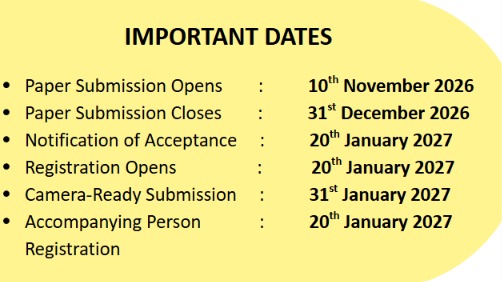 IMPORTANT DATES
• Paper Submission Opens : 10th November 2026
• Paper Submission Closes : 31st December 2026
• Notification of Acceptance : 20th January 2027
• Registration Opens : 20th January 2027
• Camera-Ready Submission : 31st January 2027
• Accompanying Person : 20th January 2027
Registration